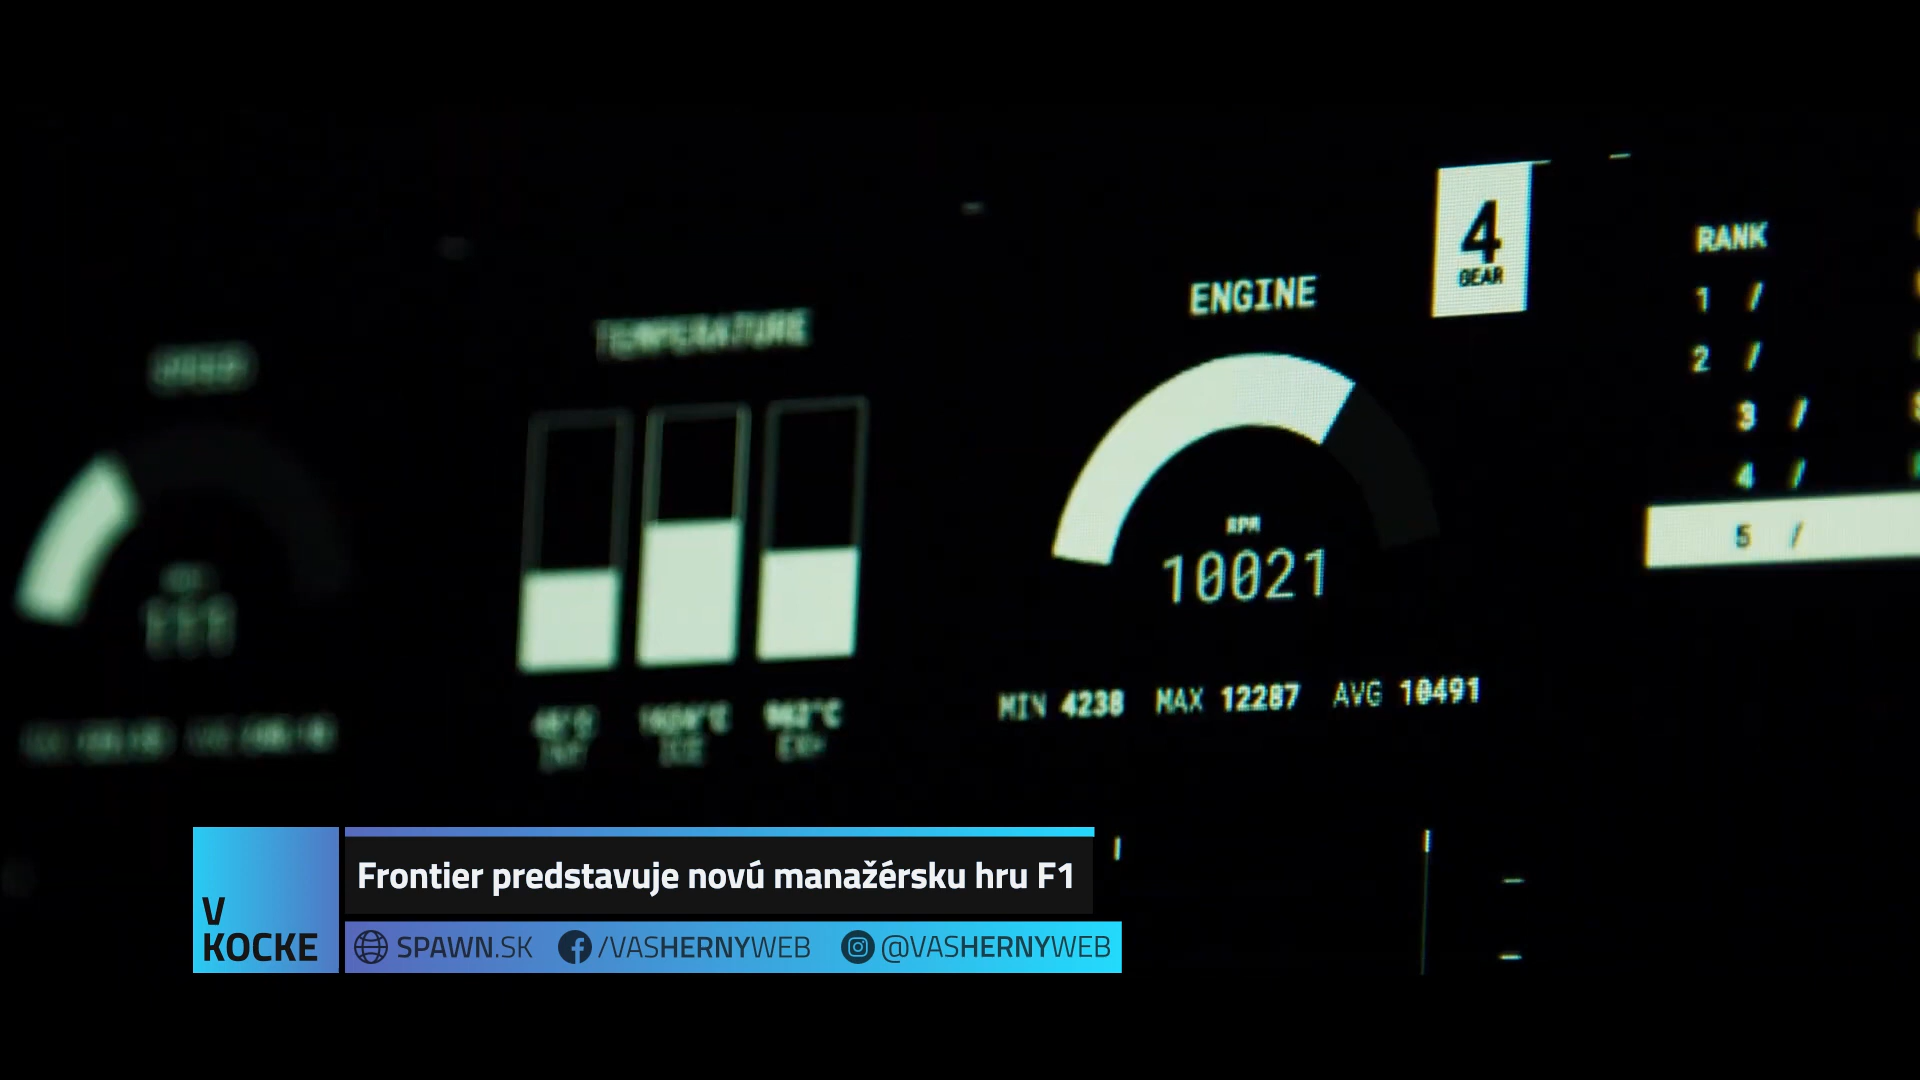 TEMPERATURE
ENGINE
4
GEAR
RANK
1 /
2 /
3 /
4 /
5 /
RPM
10021
MIN 4238 MAX 12287 AVG 10491
Frontier predstavuje novú manažérsku hru F1
V
KOCKE
SPAWN.SK /VASHERNYWEB @VASHERNYWEB